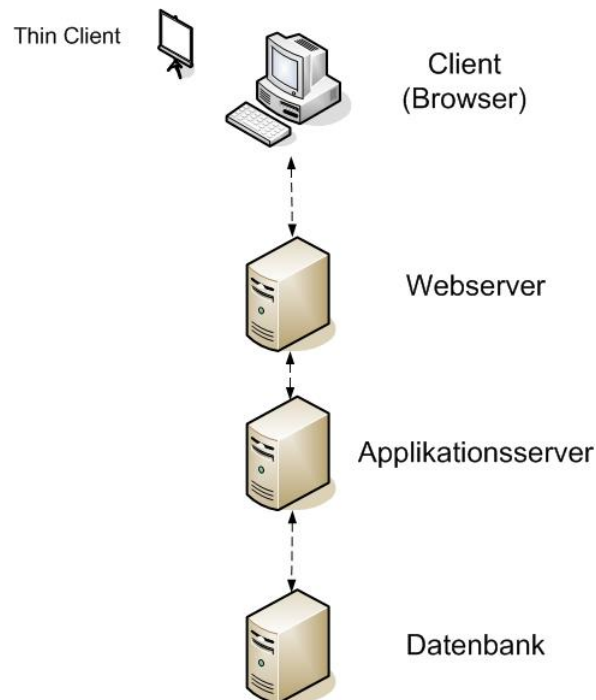 Thin Client
Client
(Browser)
Webserver
Applikationsserver
Datenbank